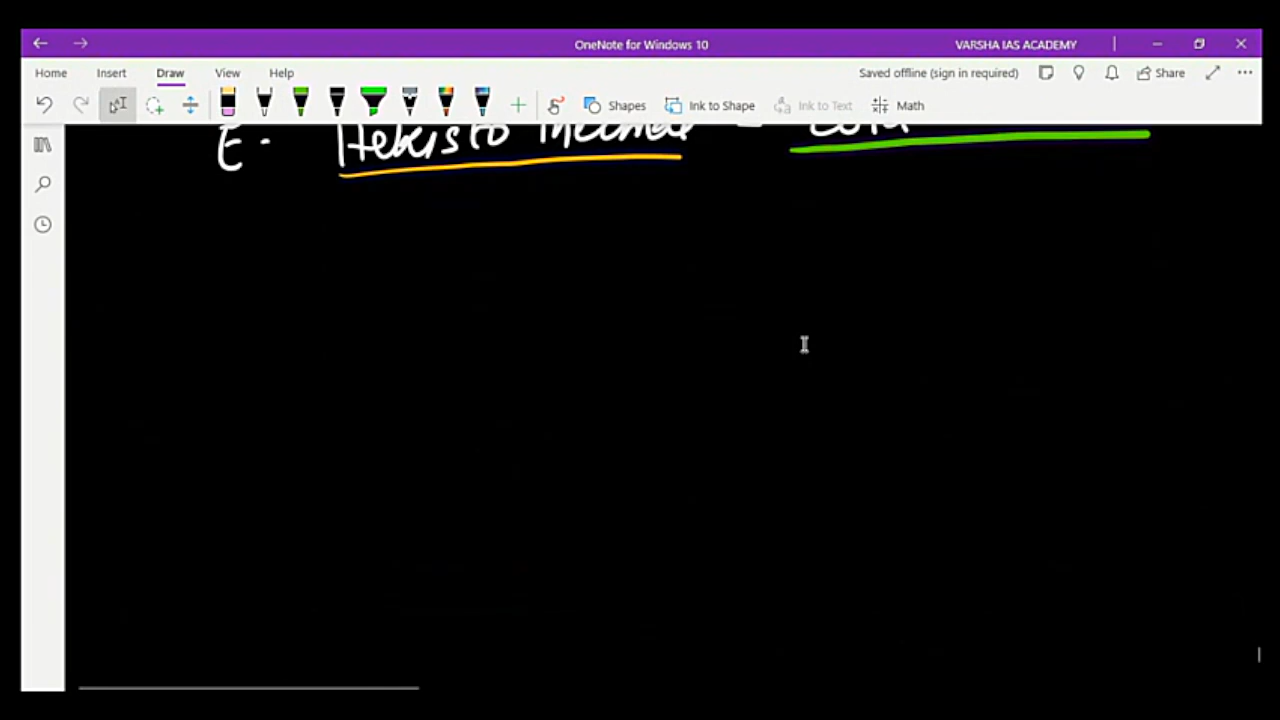 OneNote for Windows 10
VARSHA IAS ACADEMY
Home Insert Draw View Help
Saved offline (sign in required) Share
Shapes Ink to Shape Ink to Text Math
E.